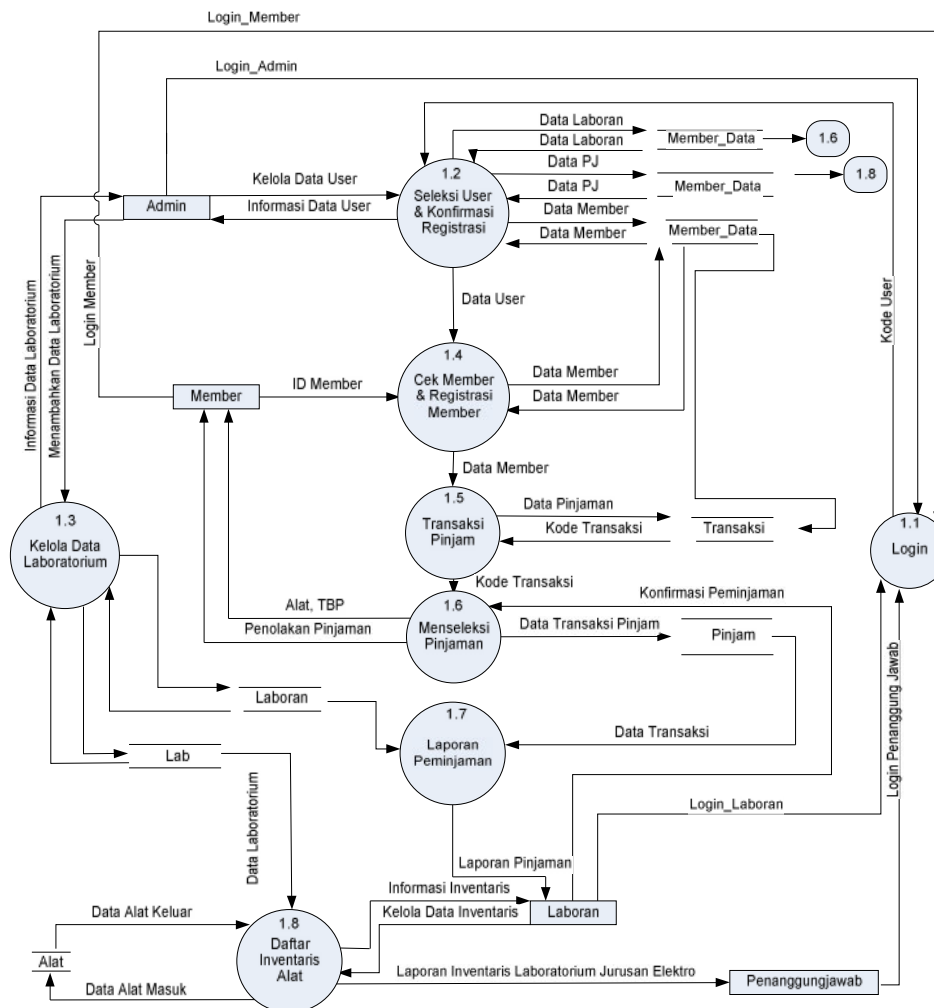 Login_Member
Login_Admin
Data Laboran
Data Laboran
Member_Data
1.6
Data PJ
1.8
1.2
Seleksi User
& Konfirmasi
Registrasi
Kelola Data User
Data PJ
Member_Data
Admin
Informasi Data User
Data Member
Data Member
Member_Data
Informasi Data Laboratorium
Menambahkan Data Laboratorium
Login Member
Kode User
Data User
1.4
Cek Member
& Registrasi
Member
Member
ID Member
Data Member
Data Member
Data Member
1.3
Kelola Data
Laboratorium
1.5
Transaksi
Pinjam
Data Pinjaman
Kode Transaksi
Transaksi
1.1
Login
Kode Transaksi
Alat, TBP
Penolakan Pinjaman
1.6
Menseleksi
Pinjaman
Konfirmasi Peminjaman
Data Transaksi Pinjam
Pinjam
Laboran
1.7
Laporan
Peminjaman
Data Transaksi
Lab
Login Penanggung Jawab
Data Laboratorium
Login_Laboran
Laporan Pinjaman
Informasi Inventaris
Kelola Data Inventaris
Laboran
Data Alat Keluar
1.8
Daftar
Inventaris
Alat
Alat
Data Alat Masuk
Laporan Inventaris Laboratorium Jurusan Elektro
Penanggungjawab